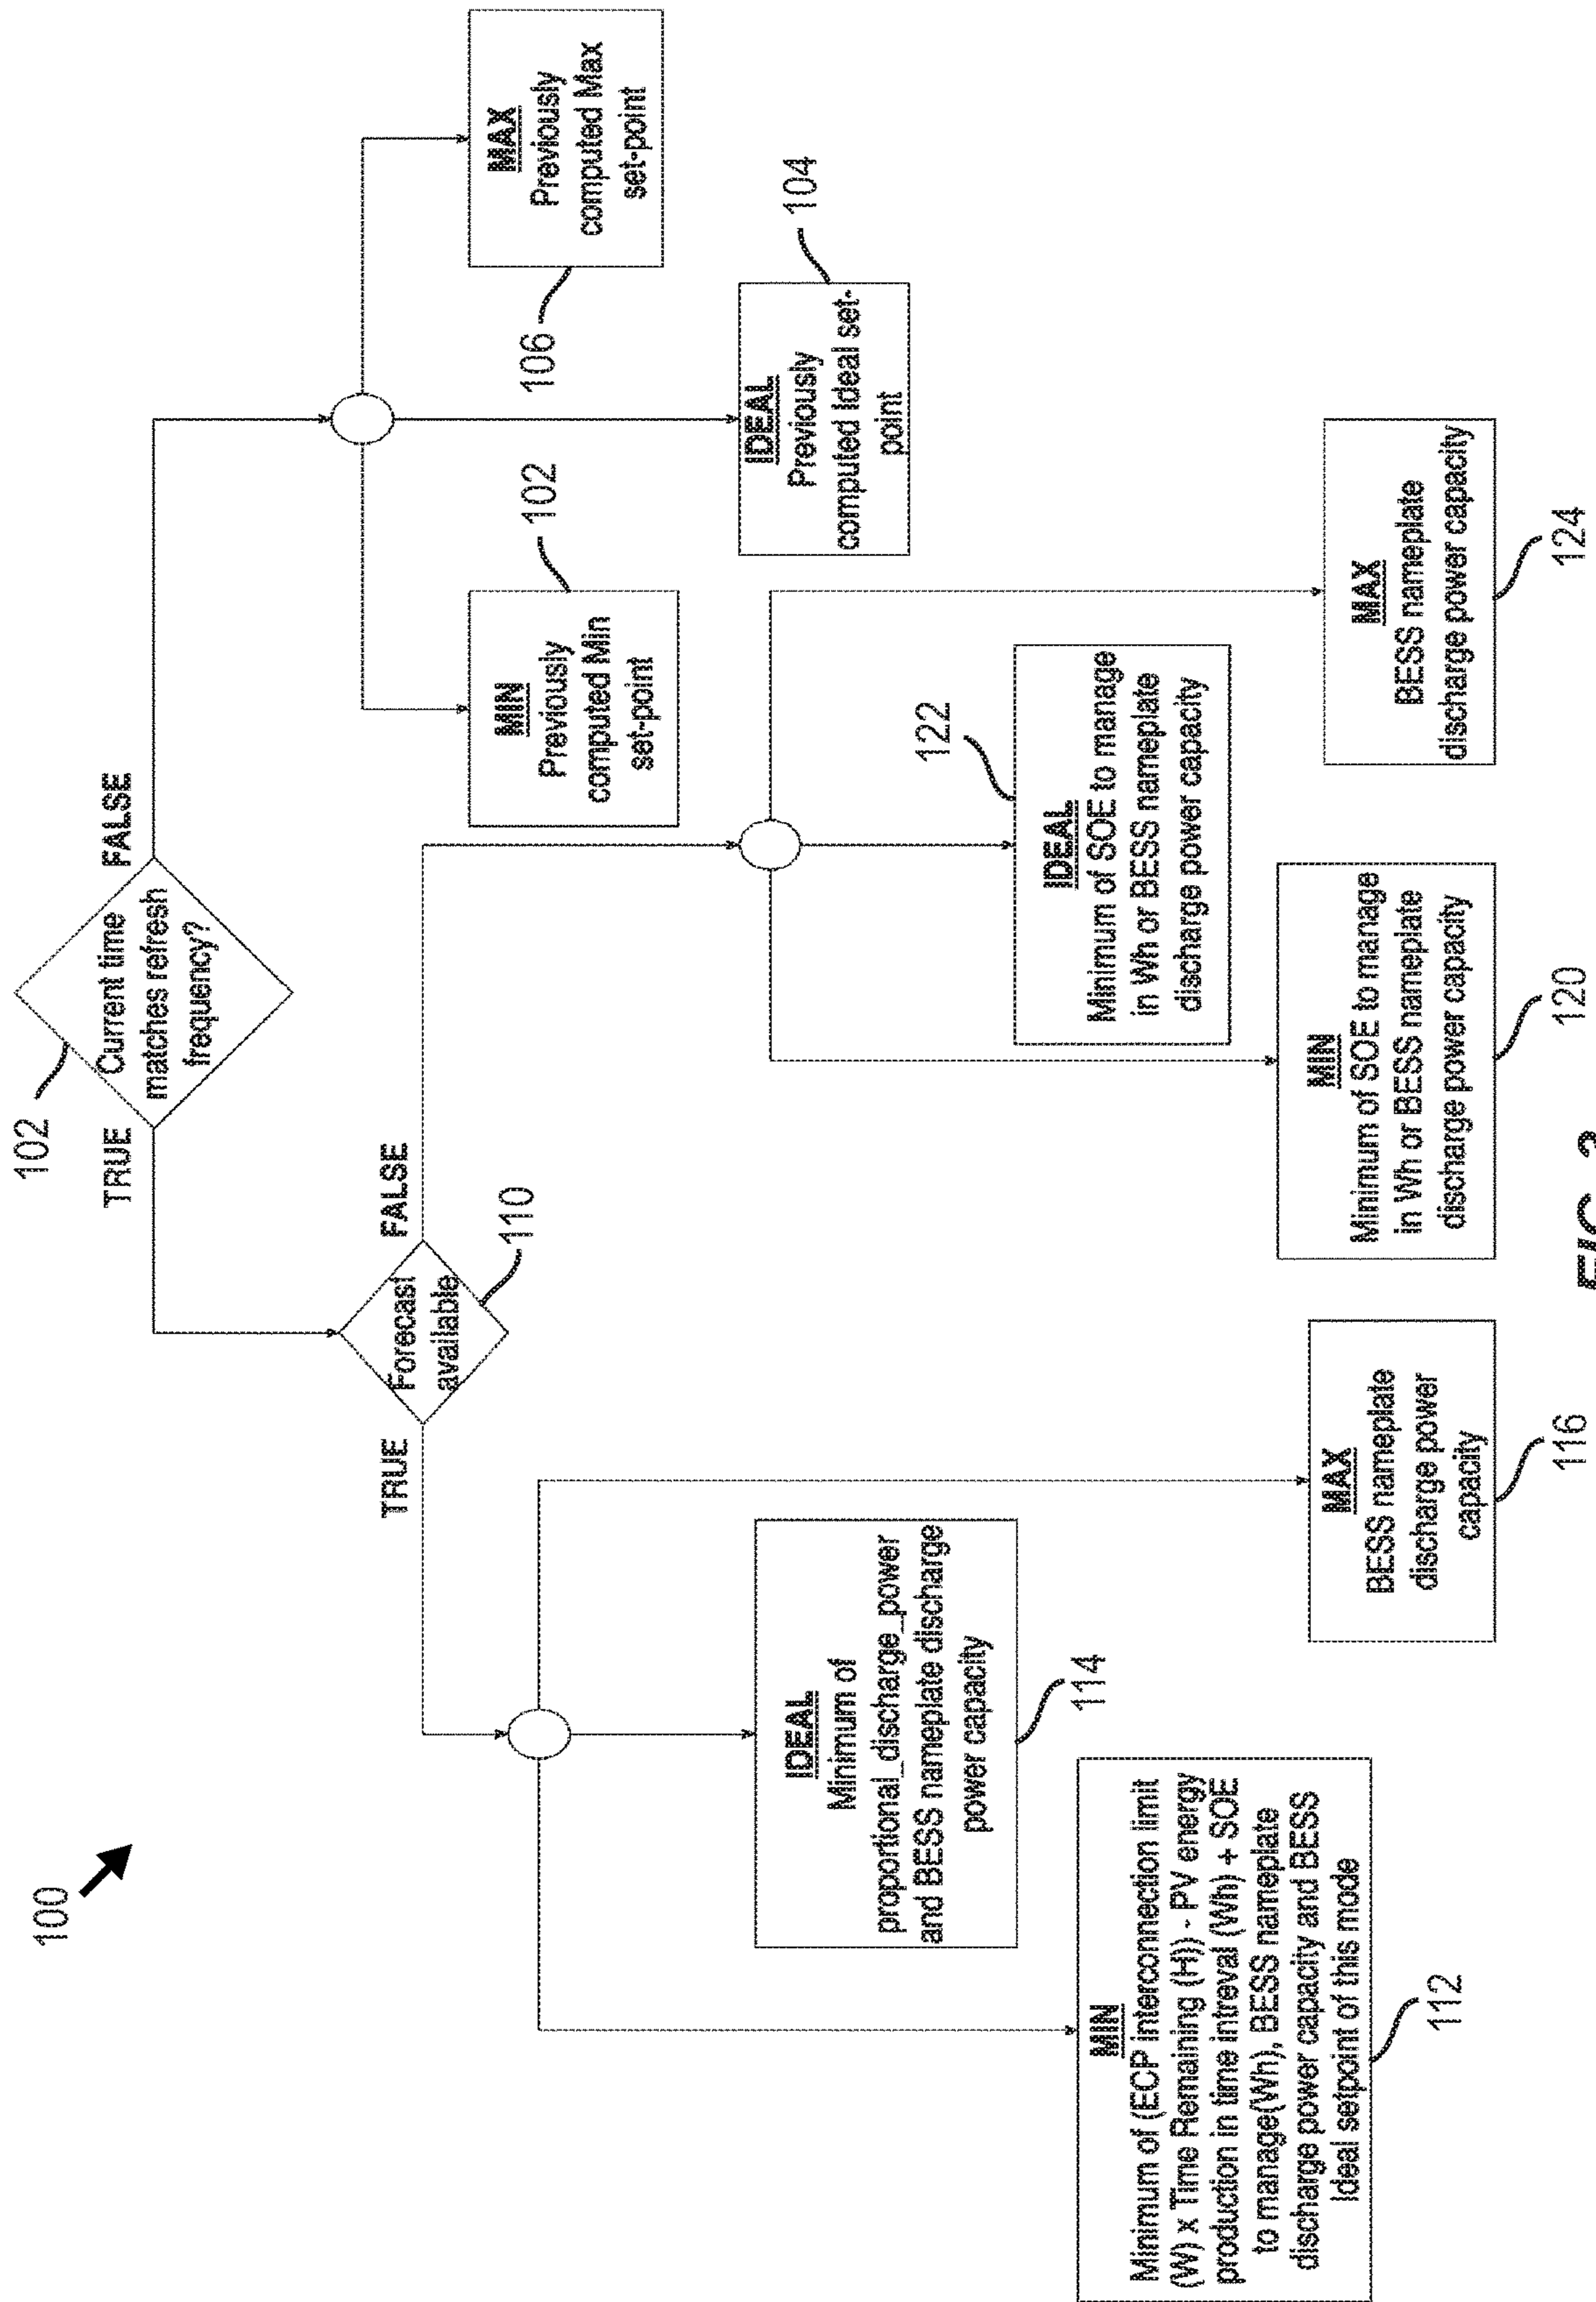 100
102
Current time
matches refresh
frequency?
TRUE
FALSE
Forecast
available
110
TRUE
FALSE
MIN
Previously
computed Min
set-point
102
MAX
Previously
computed Max
set-point
106
IDEAL
Previously
computed Ideal set-
point
104
IDEAL
Minimum of
proportional_discharge_power
and BESS nameplate discharge
power capacity
114
IDEAL
Minimum of SOE to manage
in Wh or BESS nameplate
discharge power capacity
122
MIN
Minimum of (ECP interconnection limit
(W) x Time Remaining (H)) - PV energy
production in time intreval (Wh) + SOE
to manage(Wh), BESS nameplate
discharge power capacity and BESS
Ideal setpoint of this mode
112
MAX
BESS nameplate
discharge power
capacity
116
MIN
Minimum of SOE to manage
in Wh or BESS nameplate
discharge power capacity
120
MAX
BESS nameplate
discharge power capacity
124